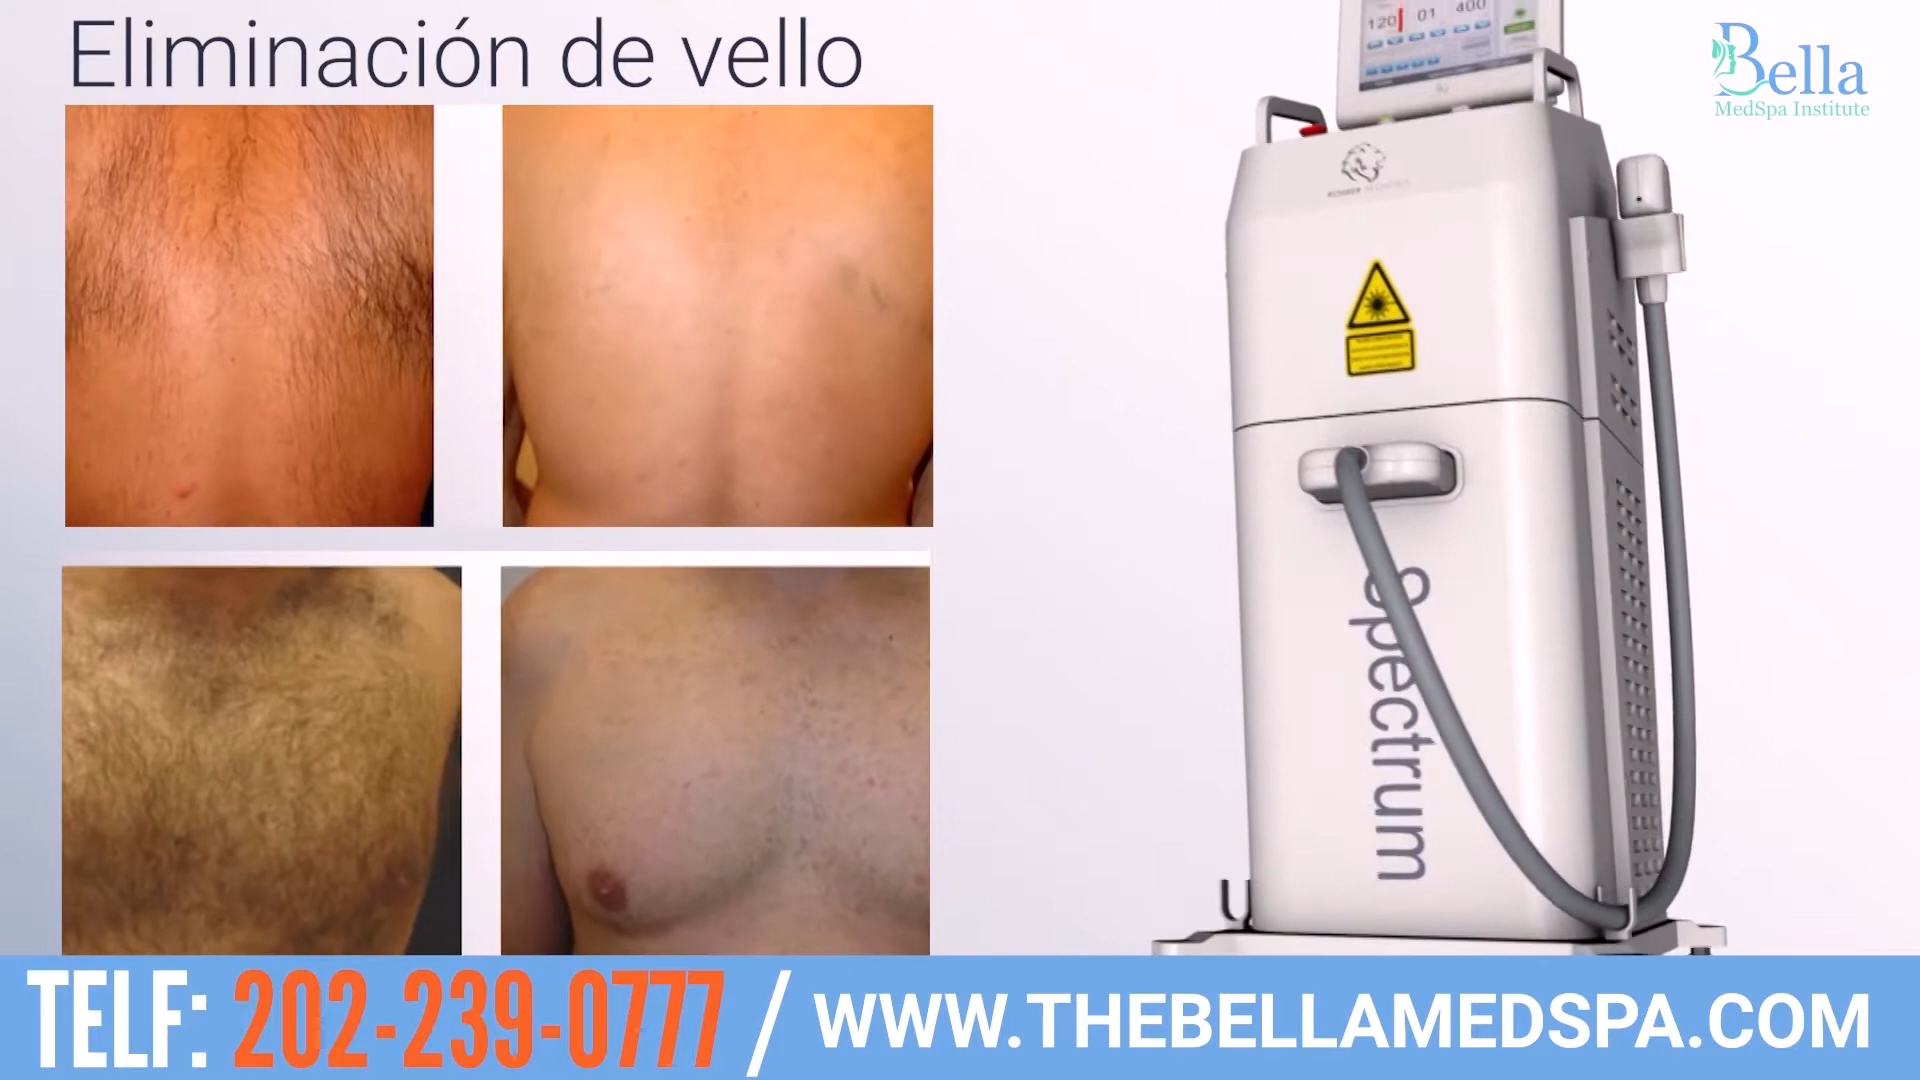 Eliminación de vello
120 01 400
Bella
MedSpa Institute
Spectrum
TELF: 202-239-0777 / WWW.THEBELLAMEDSPA.COM